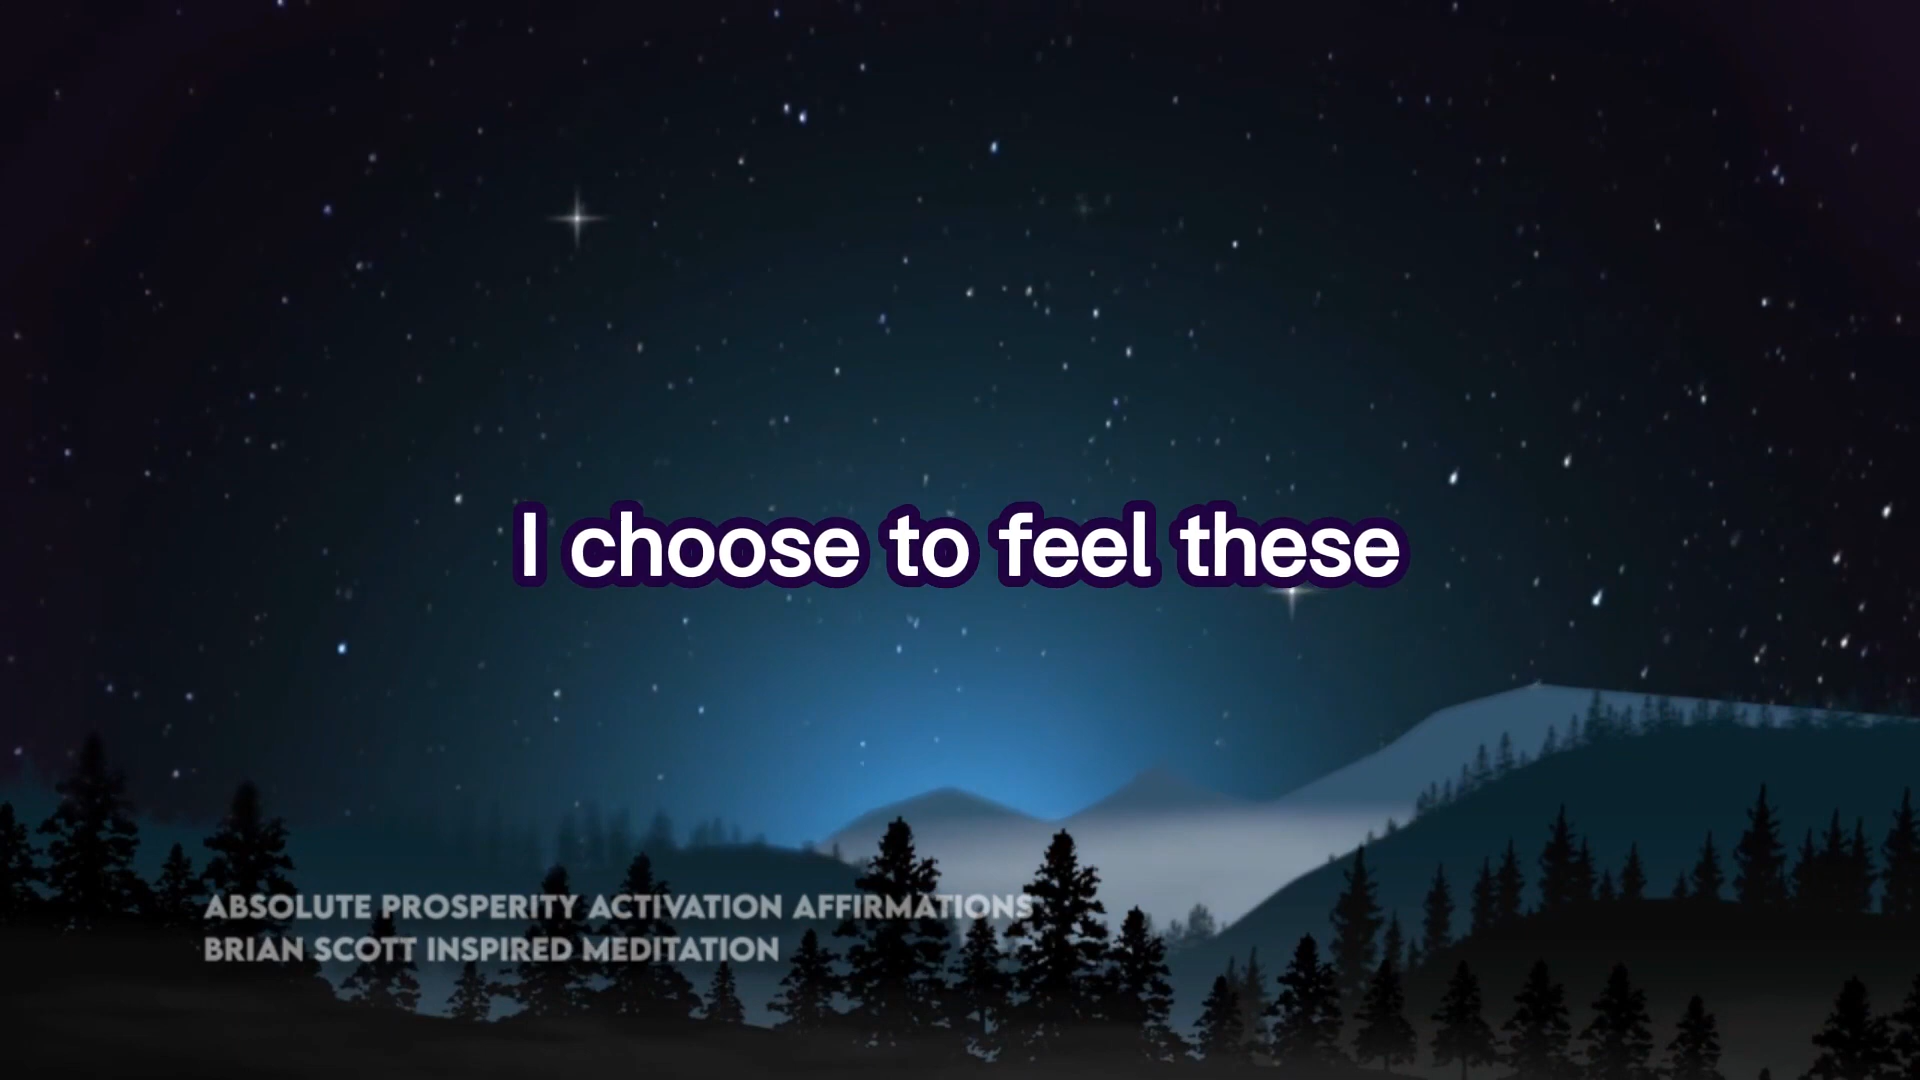 I choose to feel these
ABSOLUTE PROSPERITY ACTIVATION AFFIRMATIONS
BRIAN SCOTT INSPIRED MEDITATION